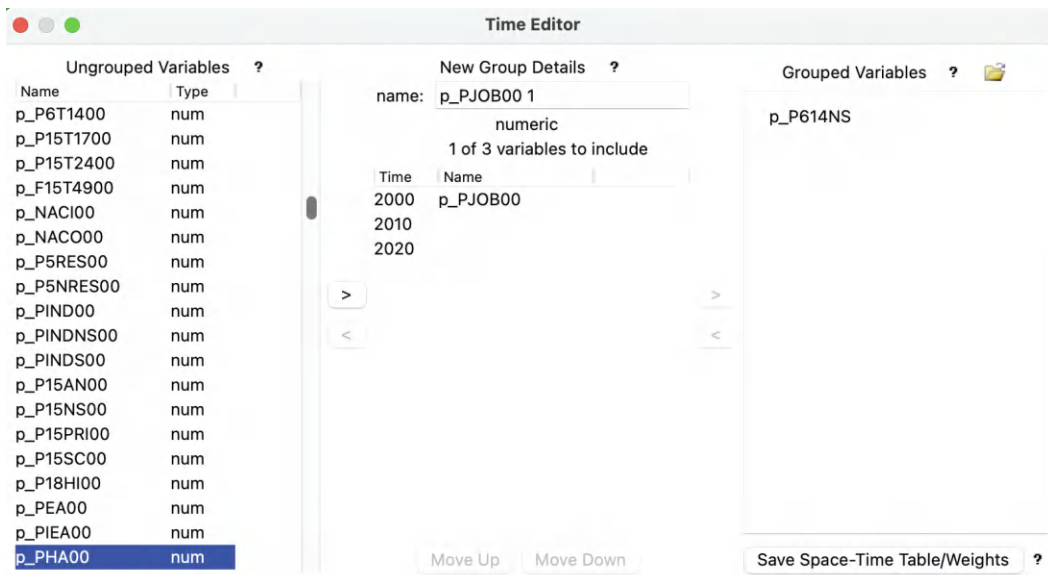 Time Editor
Ungrouped Variables ?
Name Type
p_P6T1400 num
p_P15T1700 num
p_P15T2400 num
p_F15T4900 num
p_NACI00 num
p_NACO00 num
p_P5RES00 num
p_P5NRES00 num
p_PIND00 num
p_PINDNS00 num
p_PINDS00 num
p_P15AN00 num
p_P15NS00 num
p_P15PRI00 num
p_P15SC00 num
p_P18HI00 num
p_PEA00 num
p_PIEA00 num
p_PHA00 num
>
<
New Group Details ?
name: p_PJOB00 1
numeric
1 of 3 variables to include
Time Name
2000 p_PJOB00
2010
2020
Move Up Move Down
>
<
Grouped Variables ?
p_P614NS
Save Space-Time Table/Weights ?